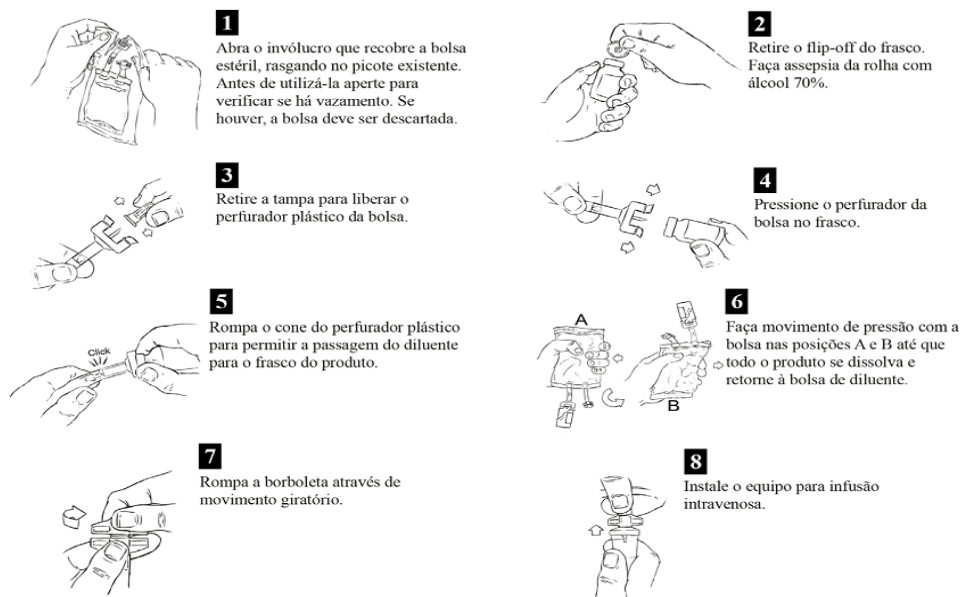 1
Abra o invólucro que recobre a bolsa
estéril, rasgando no picote existente.
Antes de utilizá-la aperte para
verificar se há vazamento. Se
houver, a bolsa deve ser descartada.
2
Retire o flip-off do frasco.
Faça assepsia da rolha com
álcool 70%.
3
Retire a tampa para liberar o
perfurador plástico da bolsa.
4
Pressione o perfurador da
bolsa no frasco.
5
Rompa o cone do perfurador plástico
para permitir a passagem do diluente
para o frasco do produto.
Click
6
Faça movimento de pressão com a
bolsa nas posições A e B até que
todo o produto se dissolva e
retorne à bolsa de diluente.
A
B
7
Rompa a borboleta através de
movimento giratório.
8
Instale o equipo para infusão
intravenosa.